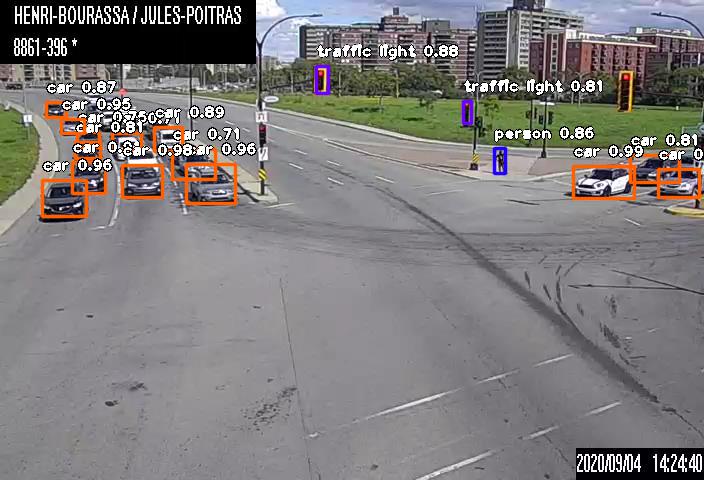 HENRI-BOURASSA / JULES-POITRAS
8861-396 *
traffic light 0.88
car 0.87
traffic light 0.81
car 0.95
car 0.89
person 0.86
car 0.81
0.71
car 0.81
car 0.99
car 0.96
0.98
car 0.96
2020/09/04 14:24:40